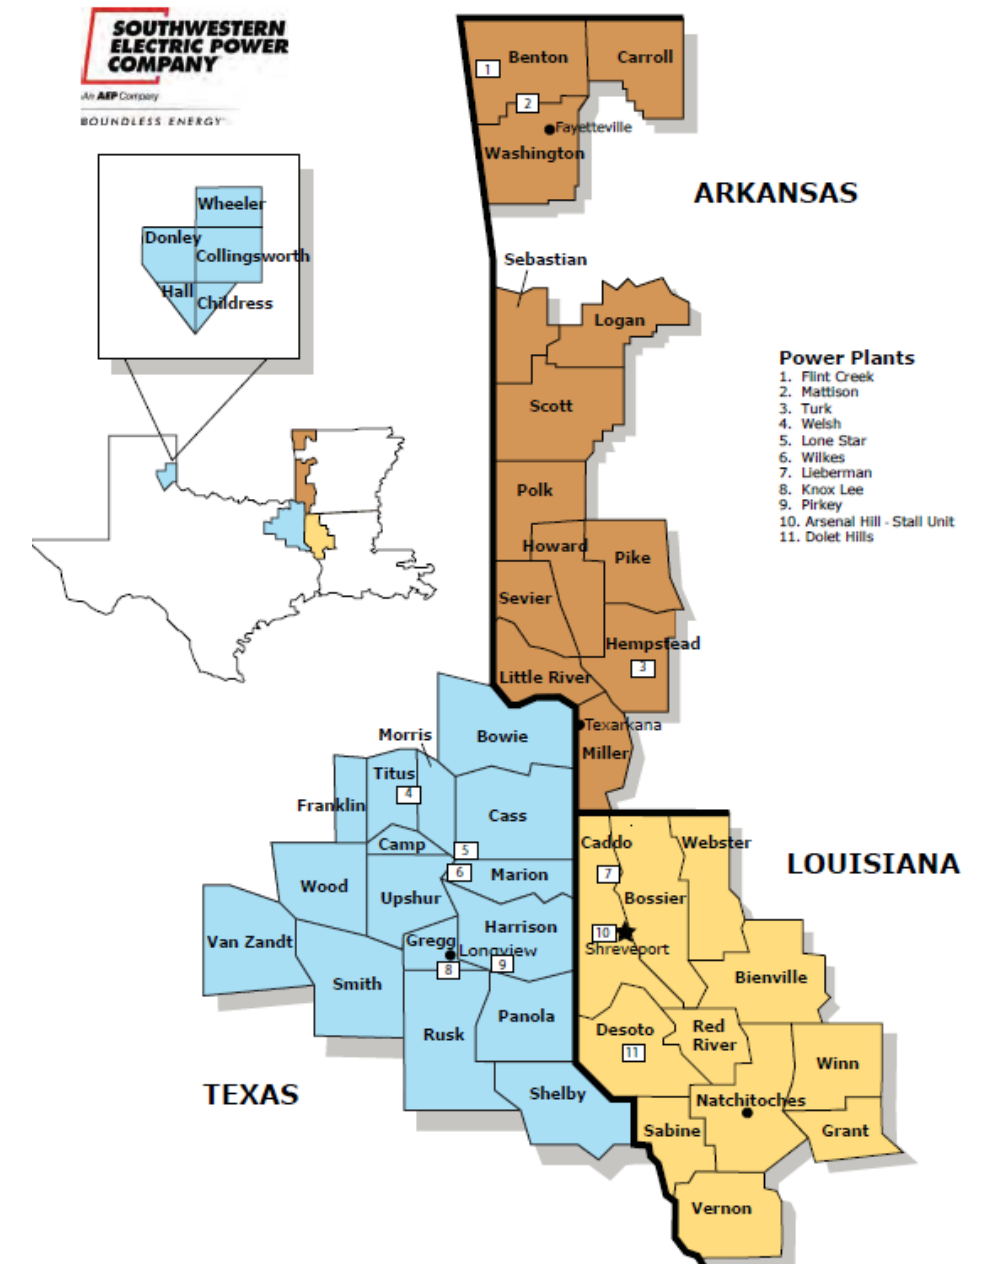 SOUTHWESTERN
ELECTRIC POWER
COMPANY
An AEP Company
BOUNDLESS ENERGY
Benton
Carroll
1
2
Fayetteville
Washington
ARKANSAS
Wheeler
Donley
Collingsworth
Hall
Childress
Sebastian
Logan
Scott
Power Plants
1. Flint Creek
2. Mattison
3. Turk
4. Welsh
5. Lone Star
6. Wilkes
7. Lieberman
8. Knox Lee
9. Pirkey
10. Arsenal Hill - Stall Unit
11. Dolet Hills
Polk
Howard
Pike
Sevier
Hempstead
3
Little River
Texarkana
Miller
Bowie
Morris
Titus
4
Franklin
Cass
Camp
5
6
Marion
Wood
Upshur
Harrison
Van Zandt
Gregg
Longview
8
9
Smith
Rusk
Panola
Shelby
TEXAS
Caddo
Webster
LOUISIANA
7
Bossier
10
Shreveport
Bienville
Desoto
11
Red
River
Winn
Natchitoches
Sabine
Grant
Vernon